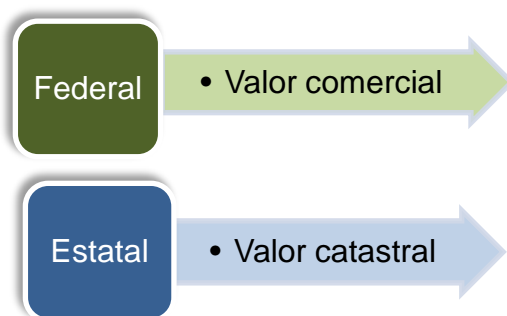 Federal
• Valor comercial
Estatal
• Valor catastral